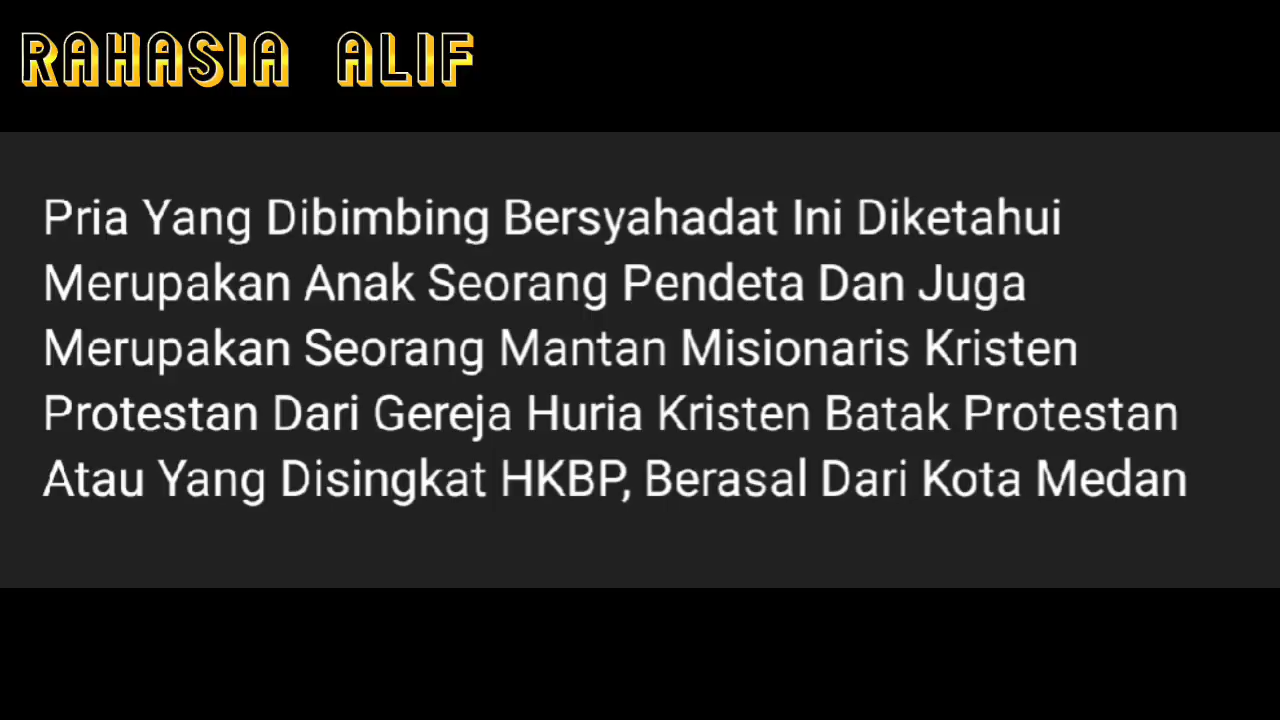 RAHASIA ALIF
Pria Yang Dibimbing Bersyahadat Ini Diketahui
Merupakan Anak Seorang Pendeta Dan Juga
Merupakan Seorang Mantan Misionaris Kristen
Protestan Dari Gereja Huria Kristen Batak Protestan
Atau Yang Disingkat HKBP, Berasal Dari Kota Medan